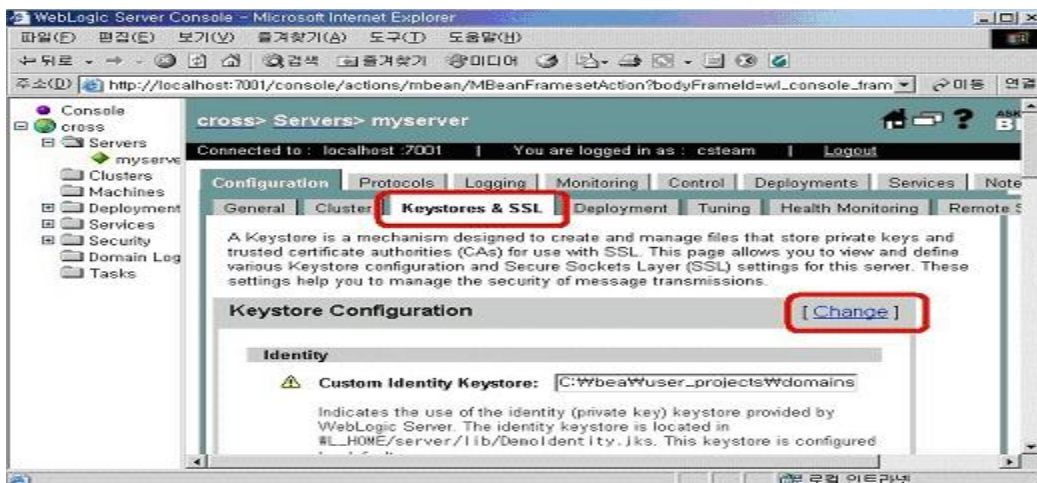 WebLogic Server Console - Microsoft Internet Explorer
파일(F) 편집(E) 보기(V) 즐겨찾기(A) 도구(T) 도움말(H)
뒤로 검색 즐겨찾기 미디어
주소(D) http://localhost:7001/console/actions/mbean/MBeanFramesetAction?bodyFrameId=wl_console_fram 이동 연결
Console
cross
Servers
myserve
Clusters
Machines
Deployment
Services
Security
Domain Log
Tasks
cross> Servers> myserver
Connected to : localhost :7001 | You are logged in as : csteam | Logout
Configuration Protocols Logging Monitoring Control Deployments Services Note
General Cluster Keystores & SSL Deployment Tuning Health Monitoring Remote S
A Keystore is a mechanism designed to create and manage files that store private keys and
trusted certificate authorities (CAs) for use with SSL. This page allows you to view and define
various Keystore configuration and Secure Sockets Layer (SSL) settings for this server. These
settings help you to manage the security of message transmissions.
Keystore Configuration [ Change ]
Identity
Custom Identity Keystore: C:₩bea₩user_projects₩domains
Indicates the use of the identity (private key) keystore provided by
WebLogic Server. The identity keystore is located in
WL_HOME/server/lib/DemoIdentity.jks. This keystore is configured
로컬 인트라넷